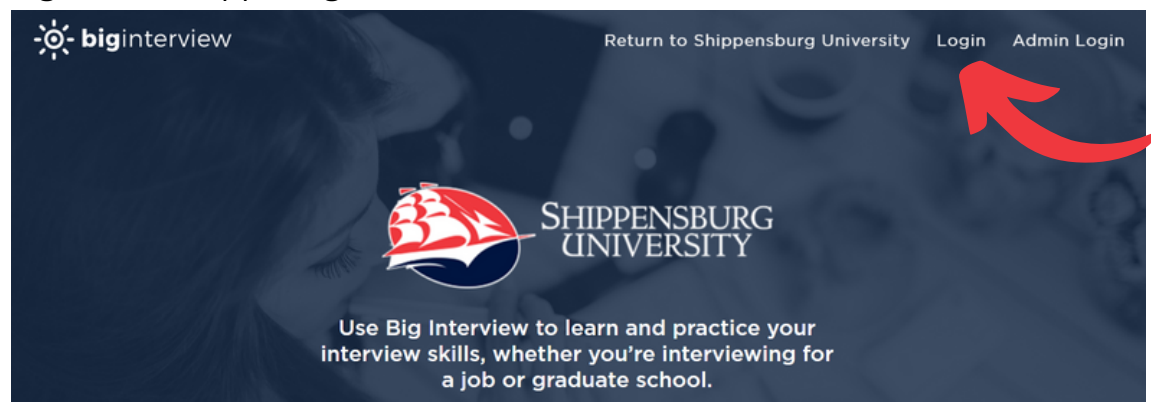 biginterview
Return to Shippensburg University Login Admin Login
SHIPPENSBURG
UNIVERSITY
Use Big Interview to learn and practice your
interview skills, whether you're interviewing for
a job or graduate school.